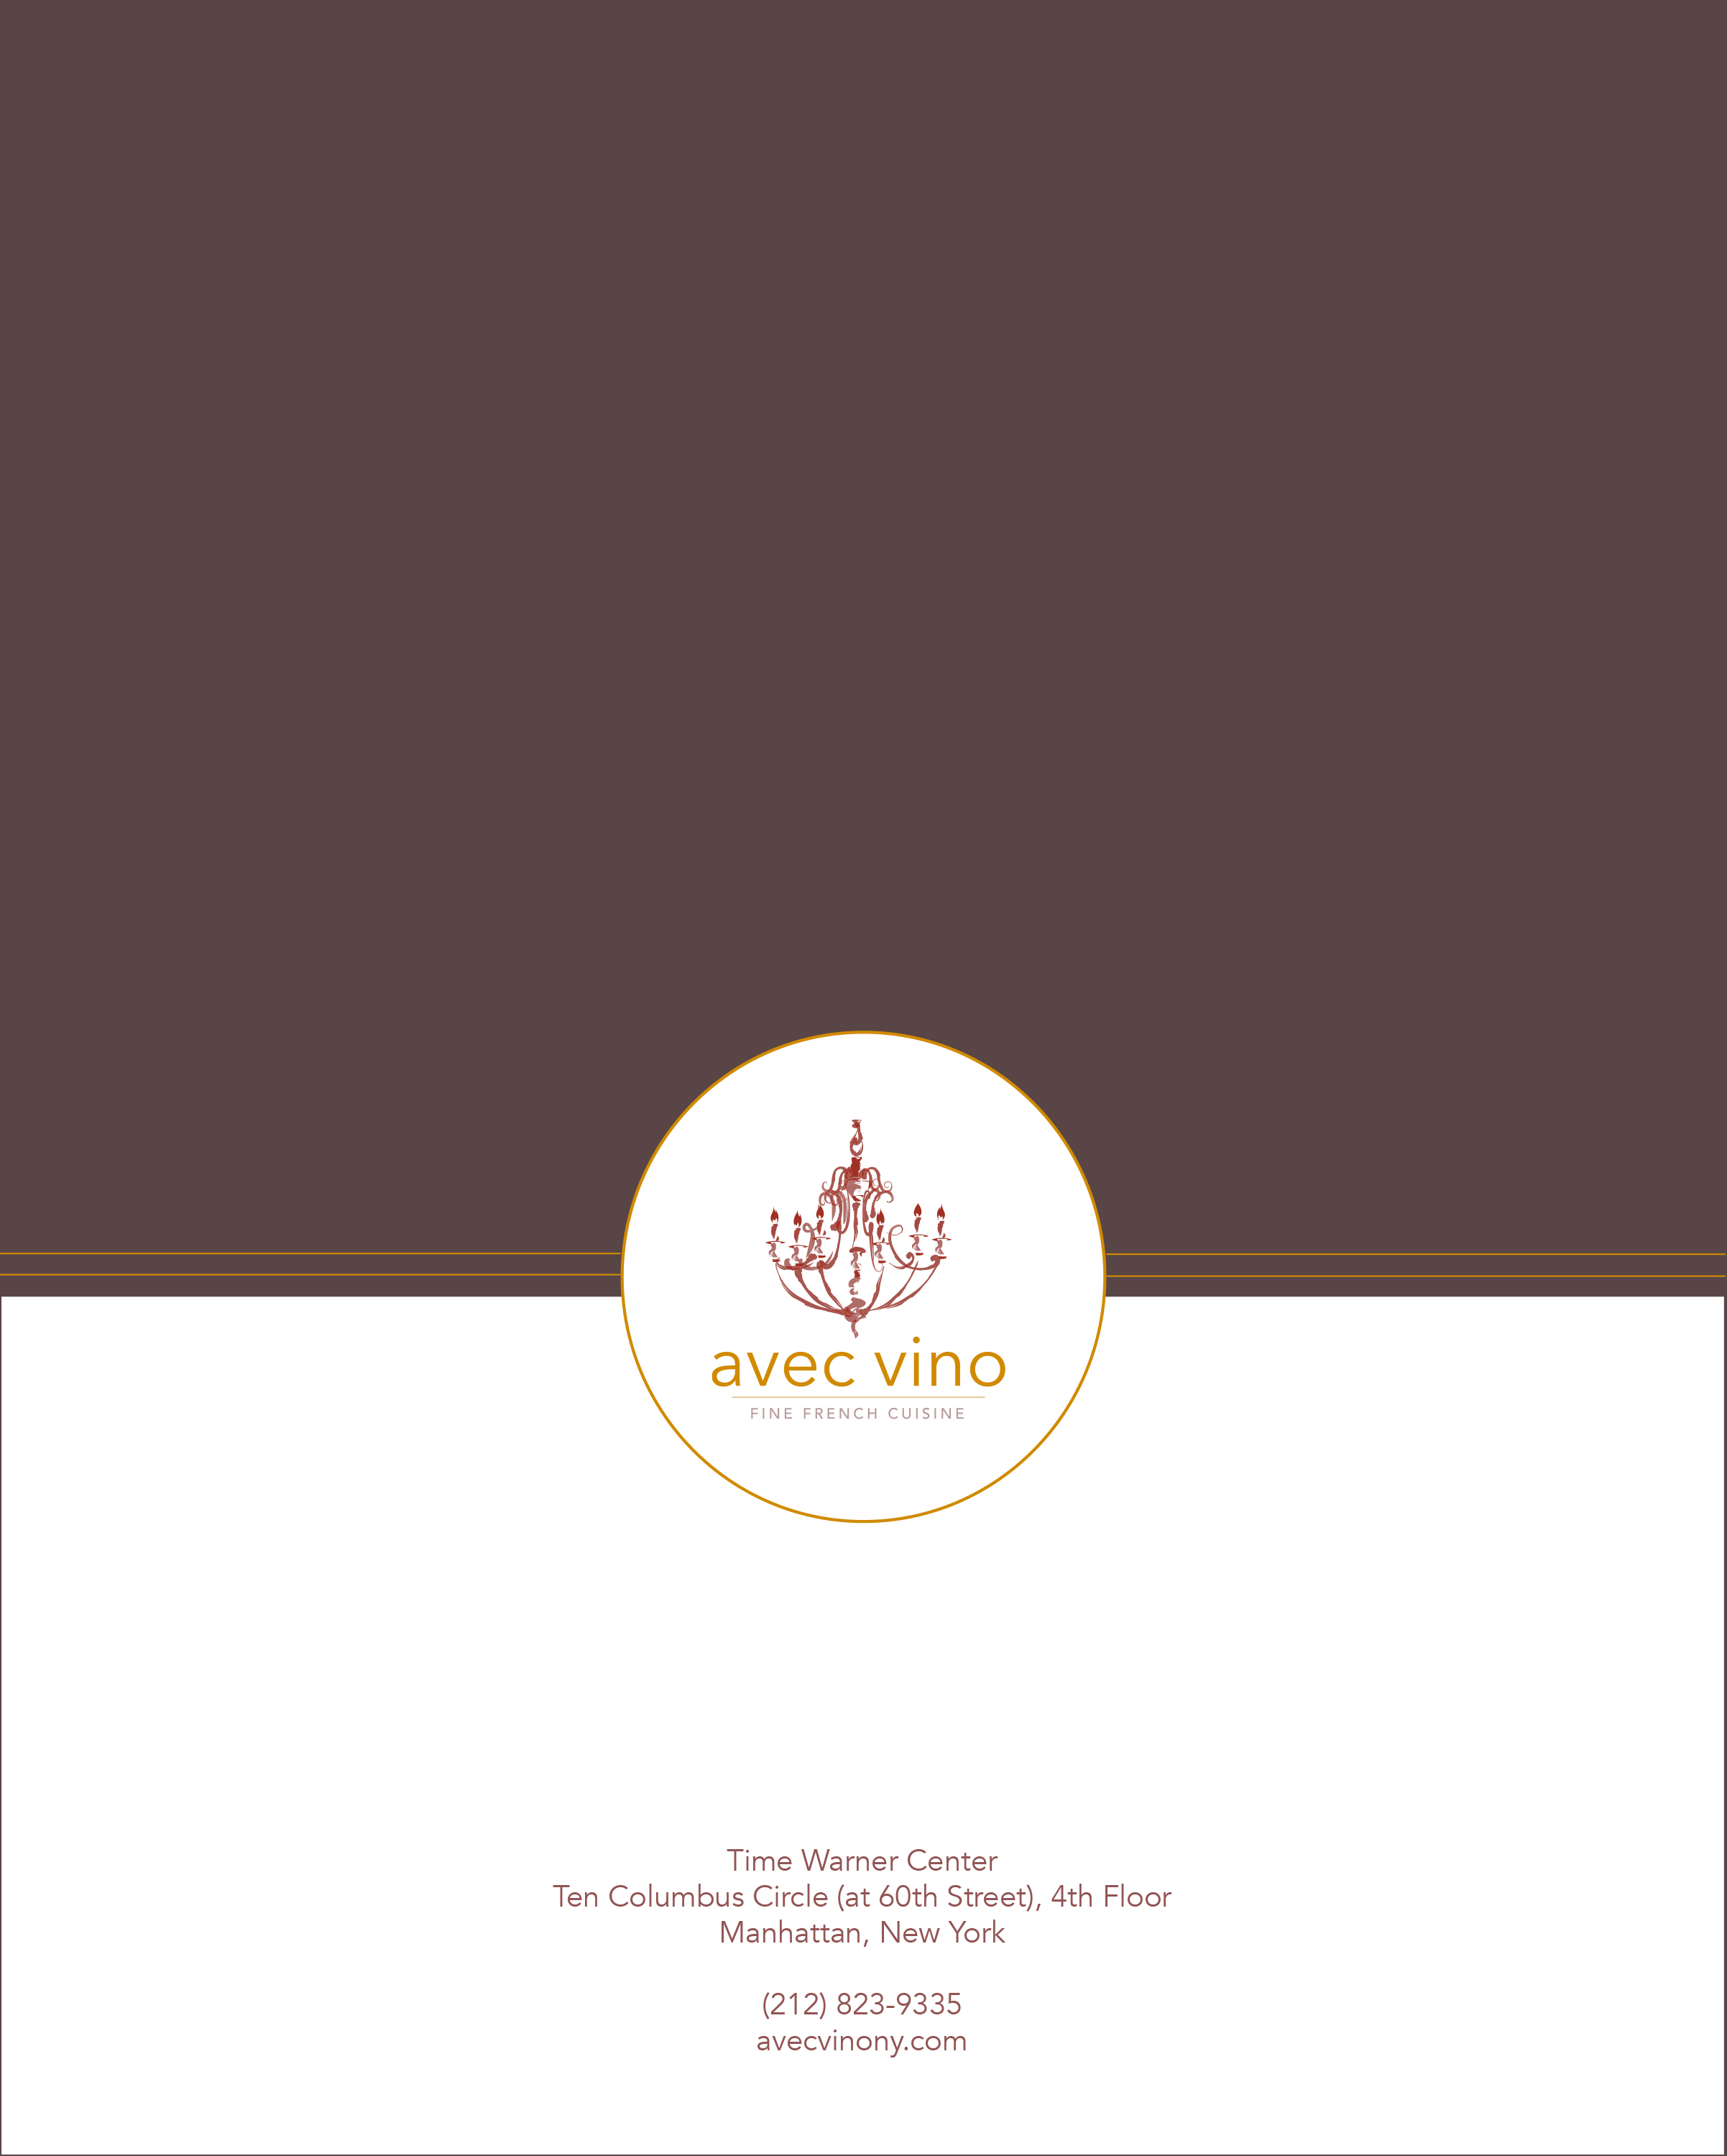 avec vino
FINE FRENCH CUISINE
Time Warner Center
Ten Columbus Circle (at 60th Street), 4th Floor
Manhattan, New York
(212) 823-9335
avecvinony.com